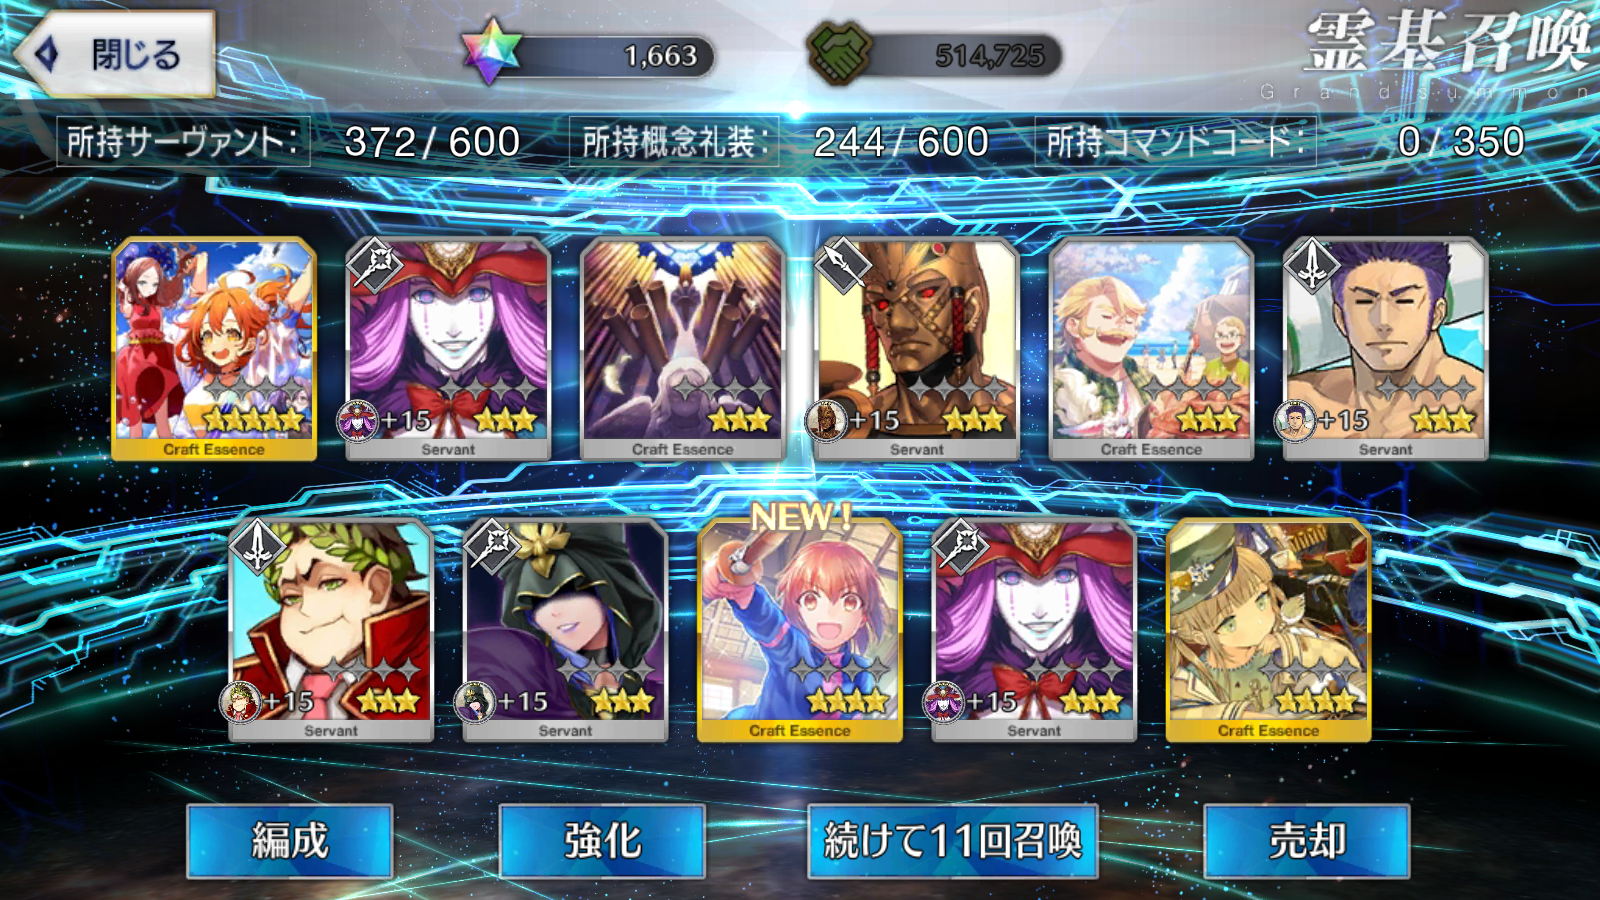 閉じる
1,663
514,725
霊基召喚
Grand summon
所持サーヴァント:
372/600
所持概念礼装:
244/600
所持コマンドコード:
0/350
Craft Essence
+15
Servant
Craft Essence
+15
Servant
Craft Essence
+15
Servant
NEW!
+15
Servant
+15
Servant
Craft Essence
+15
Servant
Craft Essence
編成
強化
続けて11回召喚
売却